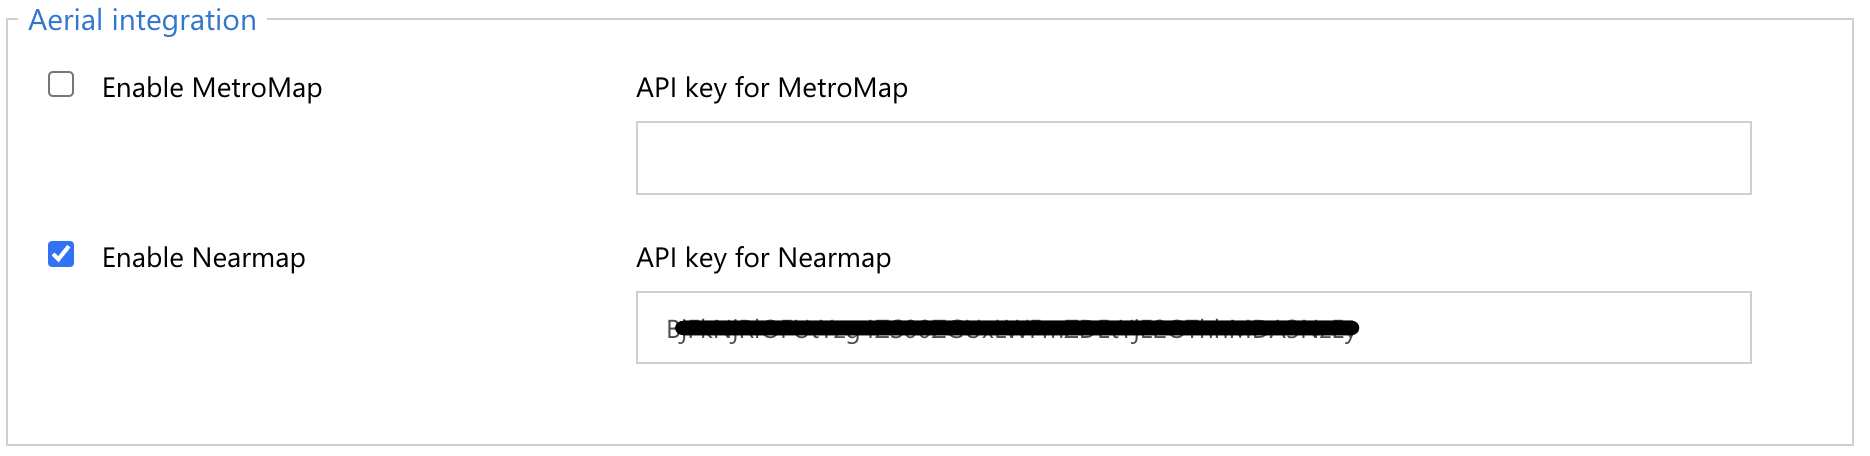 Aerial integration
Enable MetroMap
API key for MetroMap
Enable Nearmap
API key for Nearmap